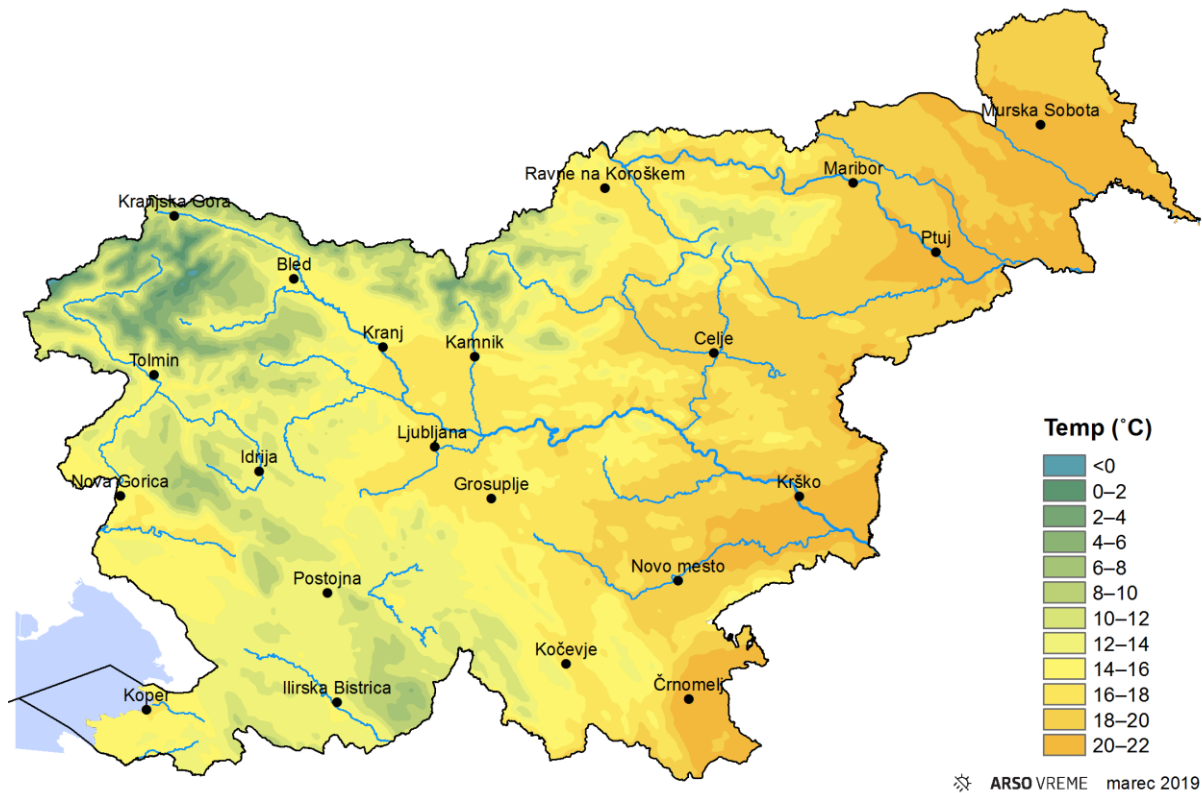 Murska Sobota
Ravne na Koroškem
Maribor
Kranjska Gora
Ptuj
Bled
Kranj
Kamnik
Celje
Tolmin
Ljubljana
Idrija
Nova Gorica
Grosuplje
Krško
Postojna
Novo mesto
Kočevje
Koper
Ilirska Bistrica
Črnomelj
Temp (°C)
<0
0–2
2–4
4–6
6–8
8–10
10–12
12–14
14–16
16–18
18–20
20–22
ARSO VREME marec 2019